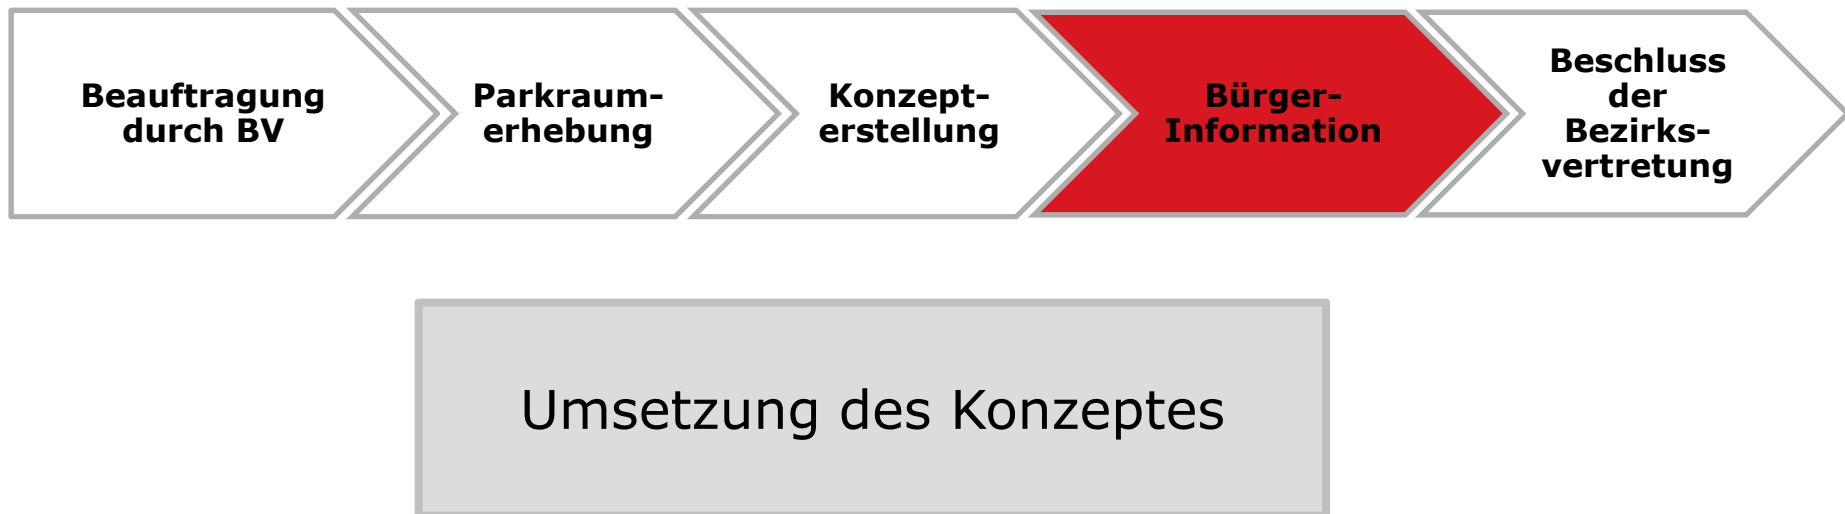 Beauftragung
durch BV
Parkraum-
erhebung
Konzept-
erstellung
Bürger-
Information
Beschluss
der
Bezirks-
vertretung
Umsetzung des Konzeptes